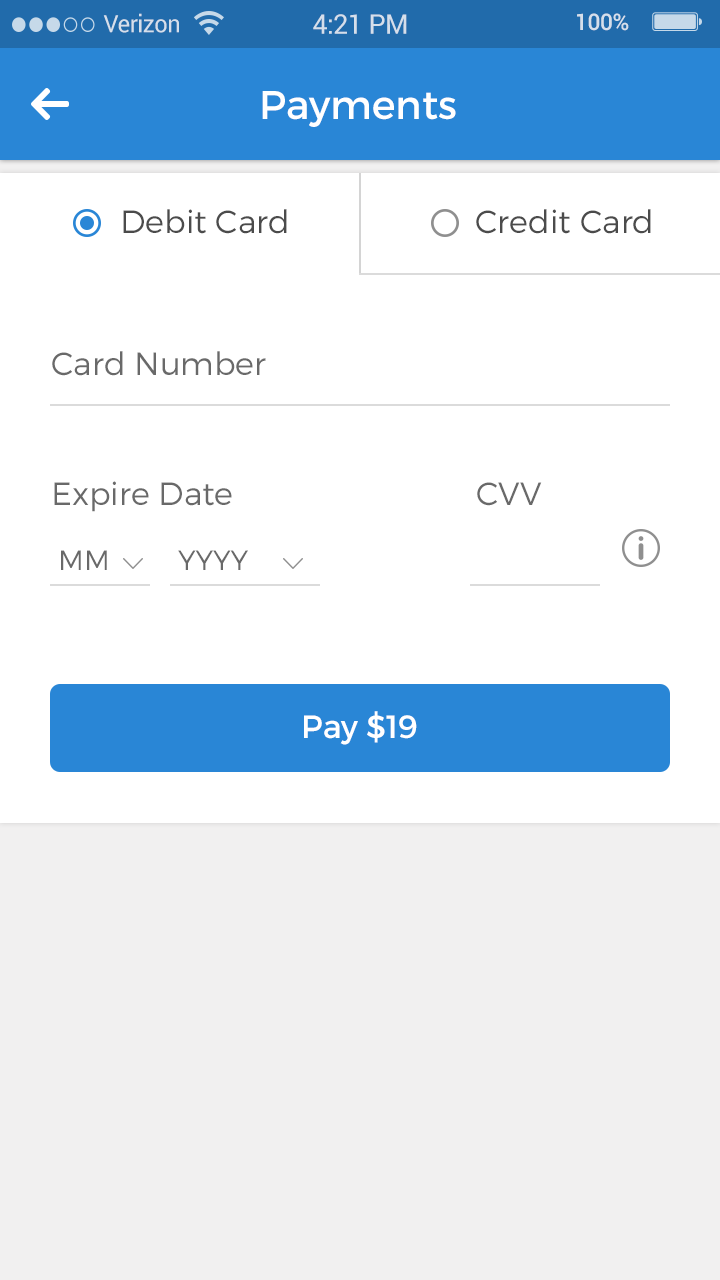 Verizon 4:21 PM 100%
Payments
Debit Card Credit Card
Card Number
Expire Date CVV
MM YYYY
Pay $19